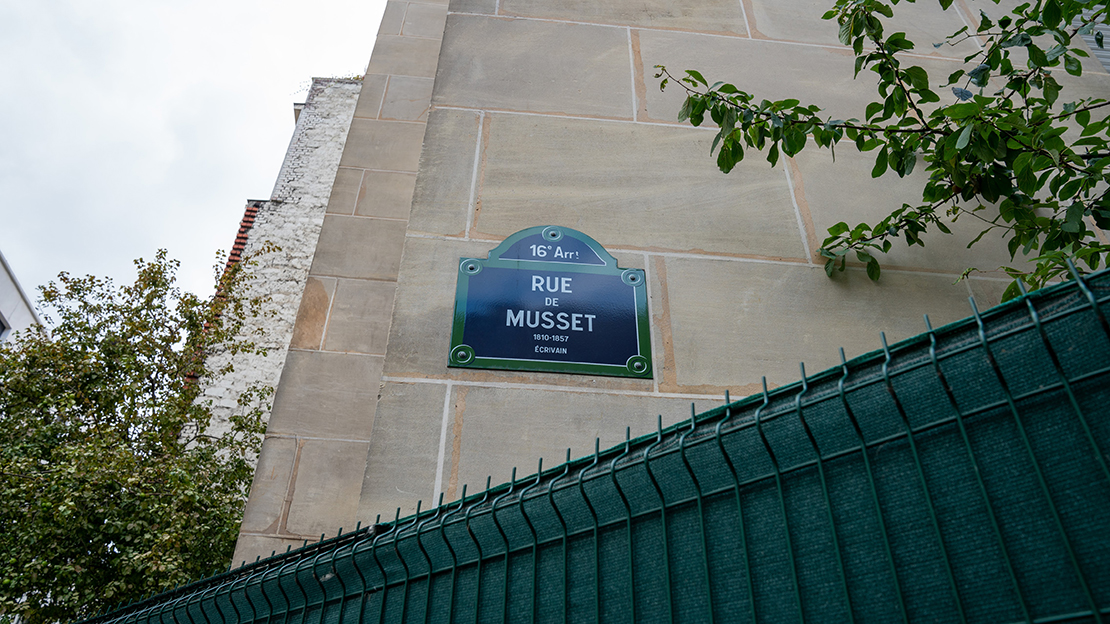 16ᵉ Arrᵗ
RUE
DE
MUSSET
1810-1857
ÉCRIVAIN